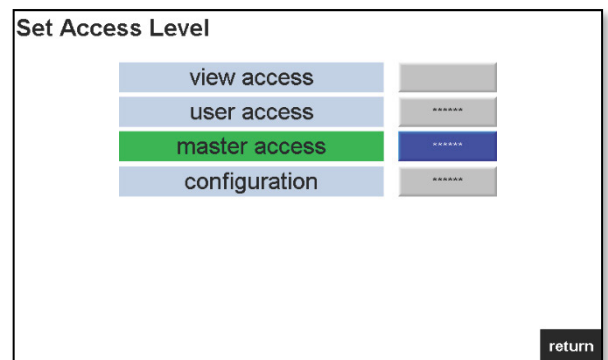 Set Access Level
view access
user access ******
master access ******
configuration ******
return